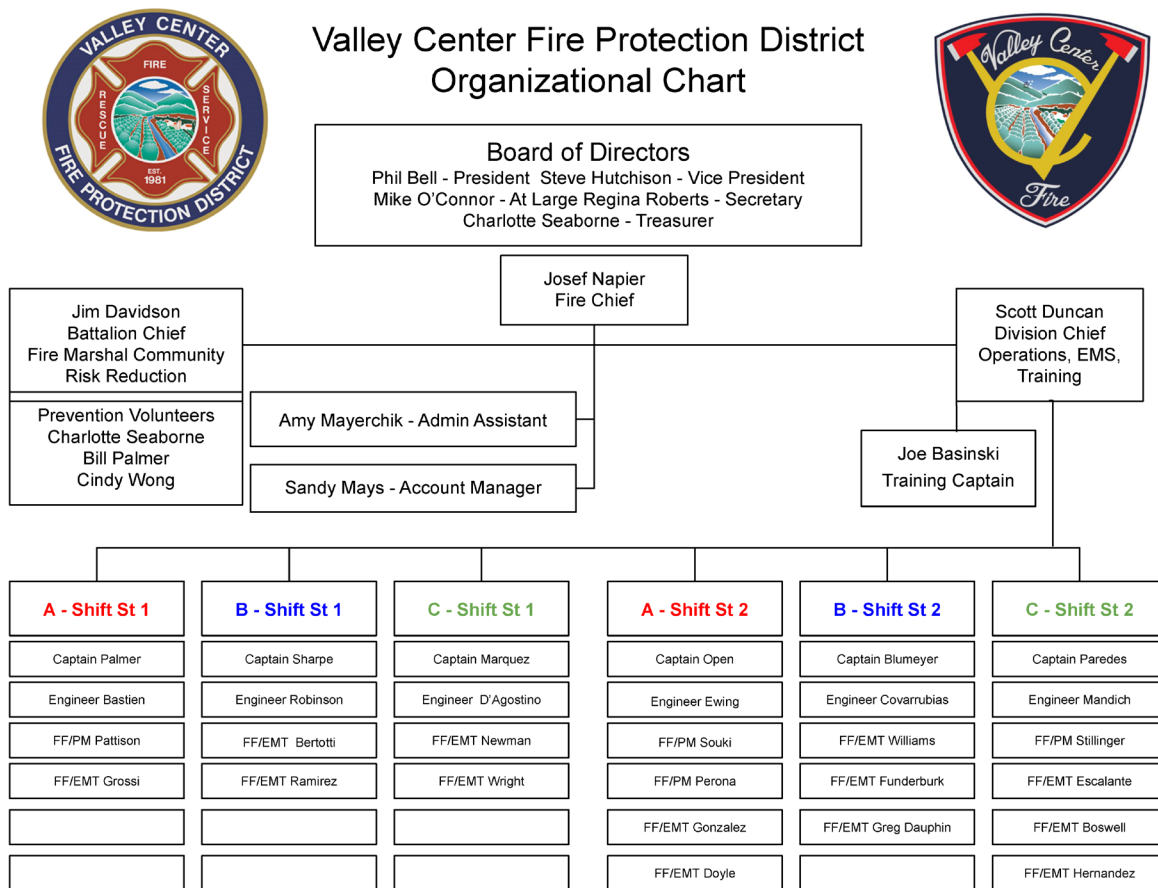 VALLEY CENTER
FIRE
RESCUE
SERVICE
EST.
1981
FIRE PROTECTION DISTRICT
Valley Center Fire Protection District
Organizational Chart
Valley Center
Fire
Board of Directors
Phil Bell - President  Steve Hutchison - Vice President
Mike O'Connor - At Large Regina Roberts - Secretary
Charlotte Seaborne - Treasurer
Josef Napier
Fire Chief
Jim Davidson
Battalion Chief
Fire Marshal Community
Risk Reduction
Prevention Volunteers
Charlotte Seaborne
Bill Palmer
Cindy Wong
Amy Mayerchik - Admin Assistant
Sandy Mays - Account Manager
Scott Duncan
Division Chief
Operations, EMS,
Training
Joe Basinski
Training Captain
A - Shift St 1
Captain Palmer
Engineer Bastien
FF/PM Pattison
FF/EMT Grossi
B - Shift St 1
Captain Sharpe
Engineer Robinson
FF/EMT  Bertotti
FF/EMT Ramirez
C - Shift St 1
Captain Marquez
Engineer  D'Agostino
FF/EMT Newman
FF/EMT Wright
A - Shift St 2
Captain Open
Engineer Ewing
FF/PM Souki
FF/PM Perona
FF/EMT Gonzalez
FF/EMT Doyle
B - Shift St 2
Captain Blumeyer
Engineer Covarrubias
FF/EMT Williams
FF/EMT Funderburk
FF/EMT Greg Dauphin
C - Shift St 2
Captain Paredes
Engineer Mandich
FF/PM Stillinger
FF/EMT Escalante
FF/EMT Boswell
FF/EMT Hernandez